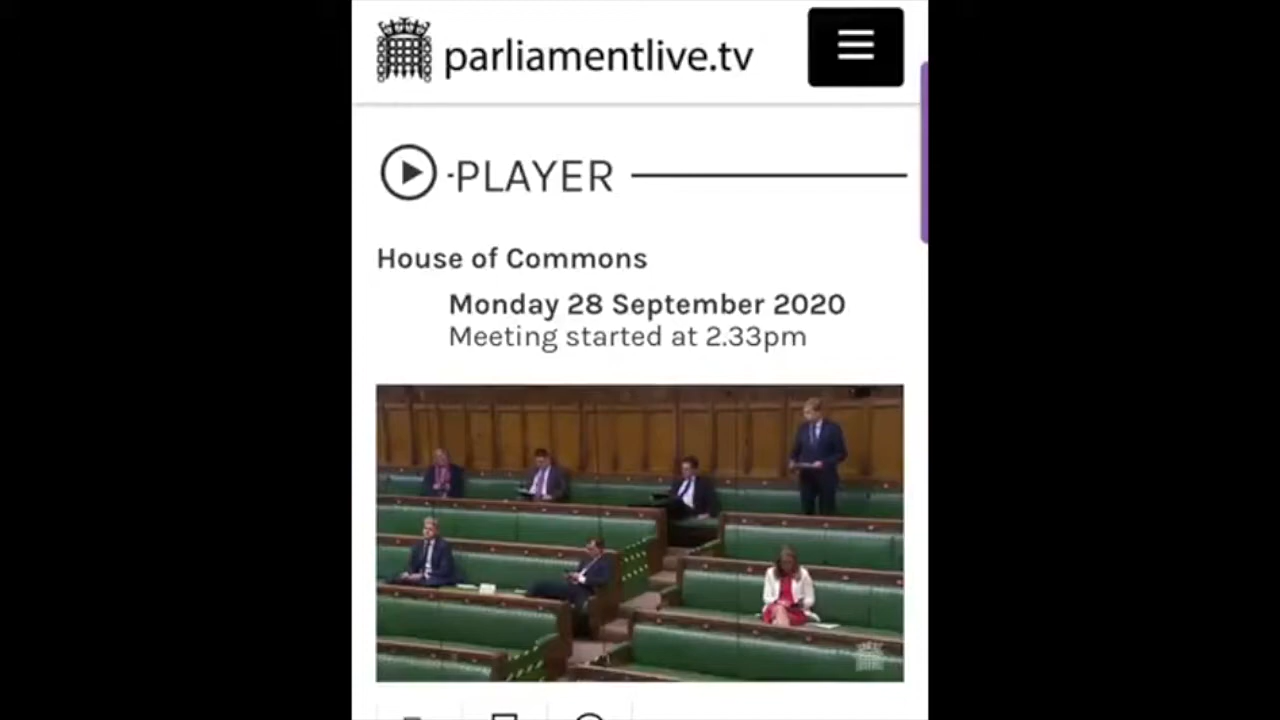 parliamentlive.tv
-PLAYER
House of Commons
Monday 28 September 2020
Meeting started at 2.33pm